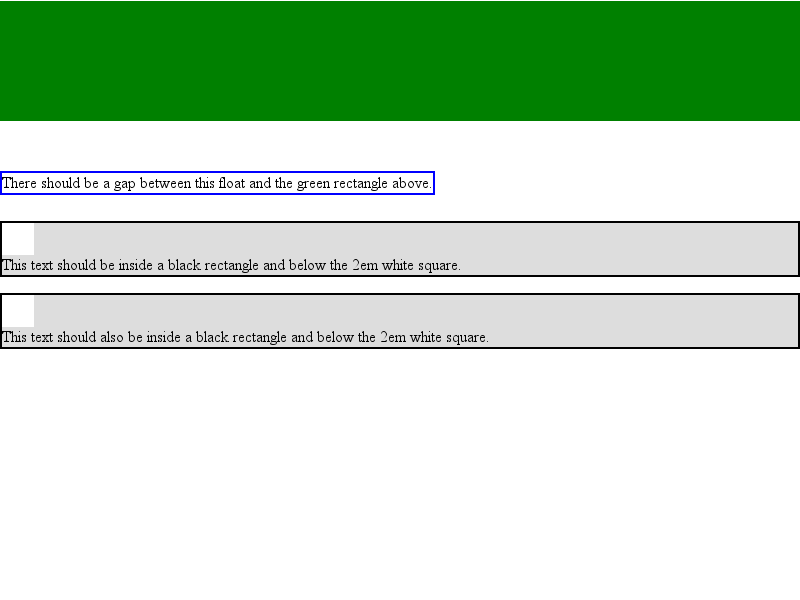 There should be a gap between this float and the green rectangle above.
This text should be inside a black rectangle and below the 2em white square.
This text should also be inside a black rectangle and below the 2em white square.